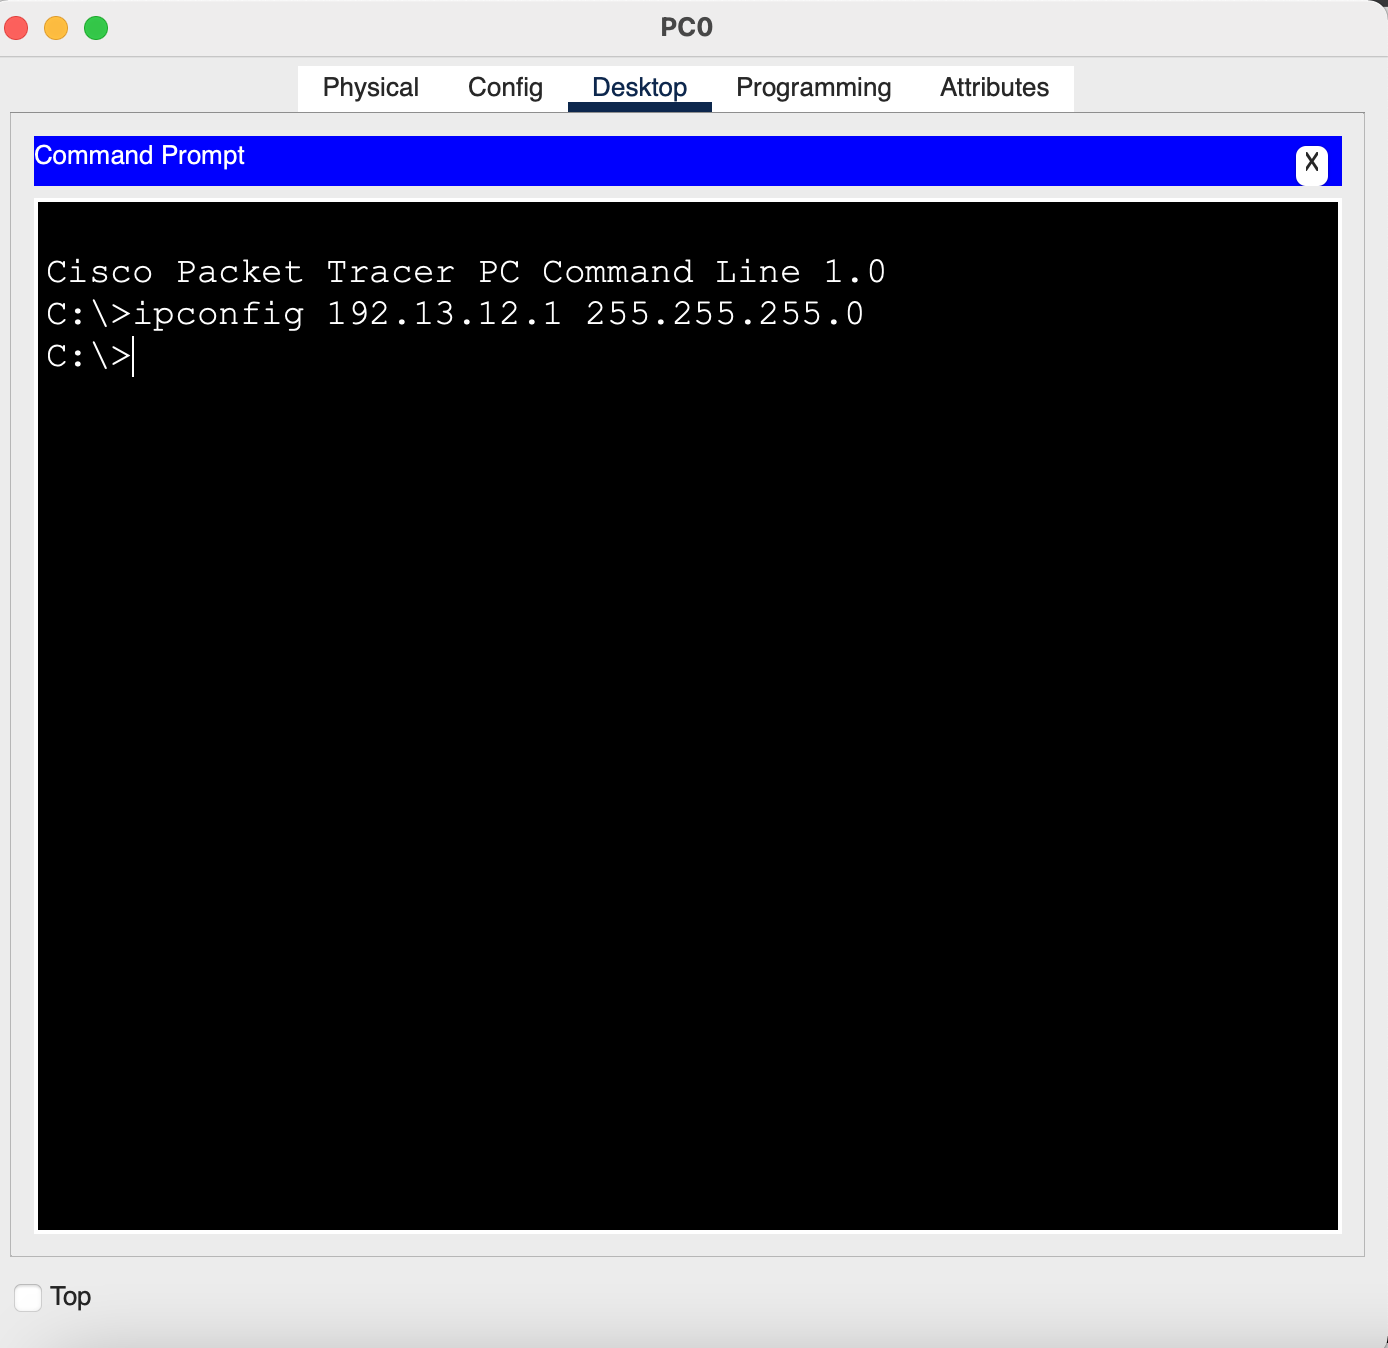 PC0
Physical Config Desktop Programming Attributes
Command Prompt
X
Cisco Packet Tracer PC Command Line 1.0
C:\>ipconfig 192.13.12.1 255.255.255.0
C:\>
Top